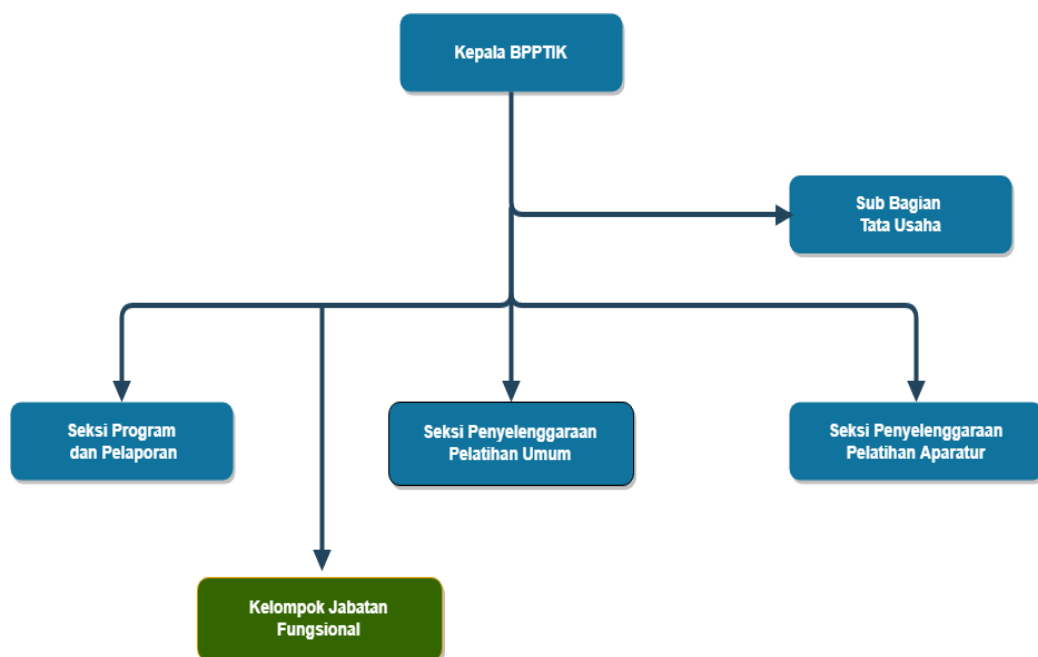 Kepala BPPTIK
Sub Bagian
Tata Usaha
Seksi Program
dan Pelaporan
Seksi Penyelenggaraan
Pelatihan Umum
Seksi Penyelenggaraan
Pelatihan Aparatur
Kelompok Jabatan
Fungsional